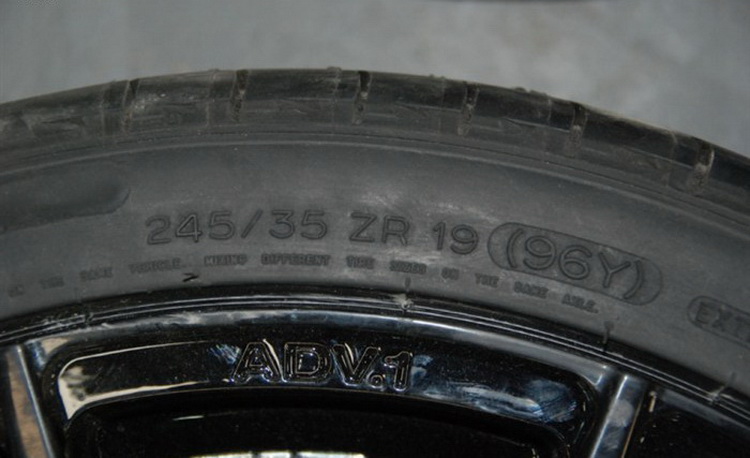 245/35 ZR 19 (96Y)
ON THE SAME VEHICLE. MIXING DIFFERENT TIRE SIZES ON THE SAME AXLE.
EXT
ADV.1